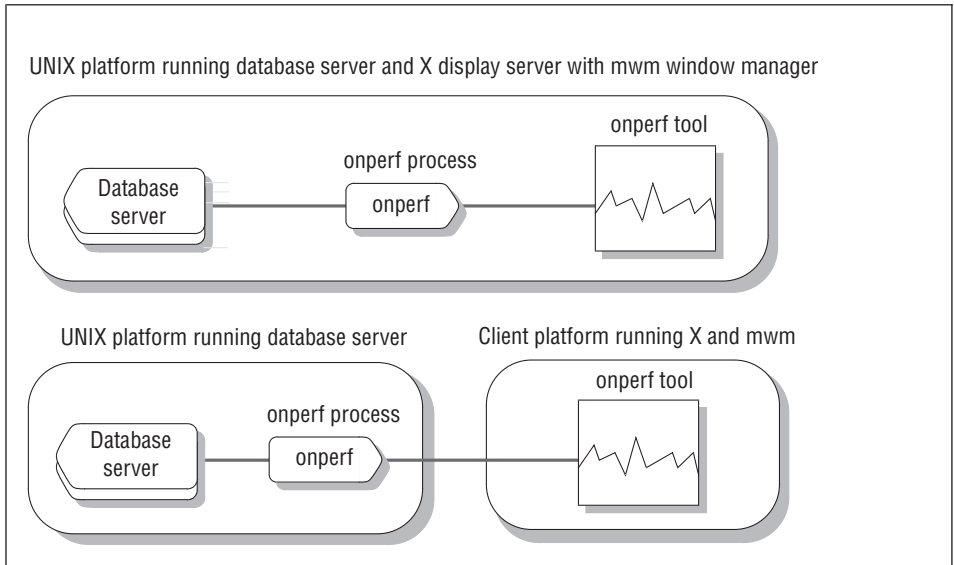 UNIX platform running database server and X display server with mwm window manager
onperf tool
onperf process
Database
server
onperf
UNIX platform running database server
Client platform running X and mwm
onperf tool
onperf process
Database
server
onperf